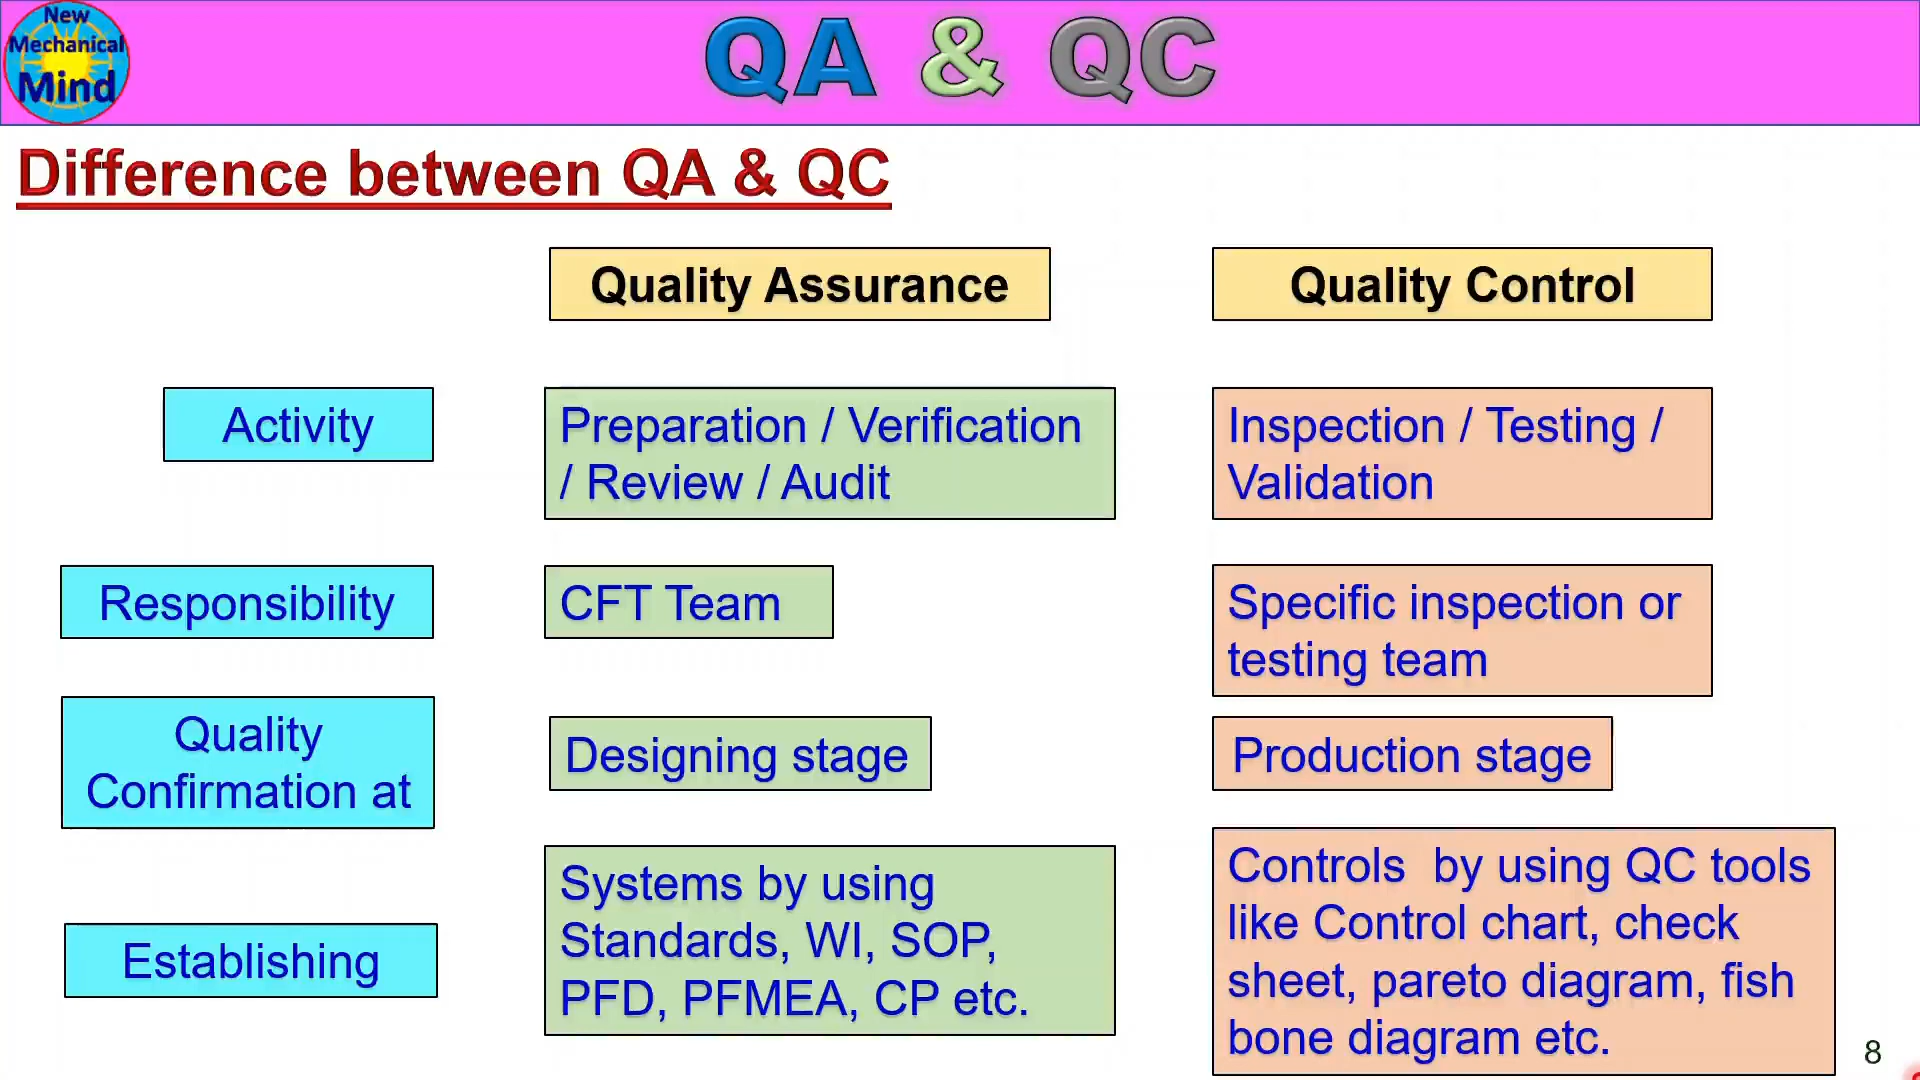 New
Mechanical
Mind
QA & QC
Difference between QA & QC
Quality Assurance
Quality Control
Activity
Preparation / Verification
/ Review / Audit
Inspection / Testing /
Validation
Responsibility
CFT Team
Specific inspection or
testing team
Quality
Confirmation at
Designing stage
Production stage
Establishing
Systems by using
Standards, WI, SOP,
PFD, PFMEA, CP etc.
Controls  by using QC tools
like Control chart, check
sheet, pareto diagram, fish
bone diagram etc.
8